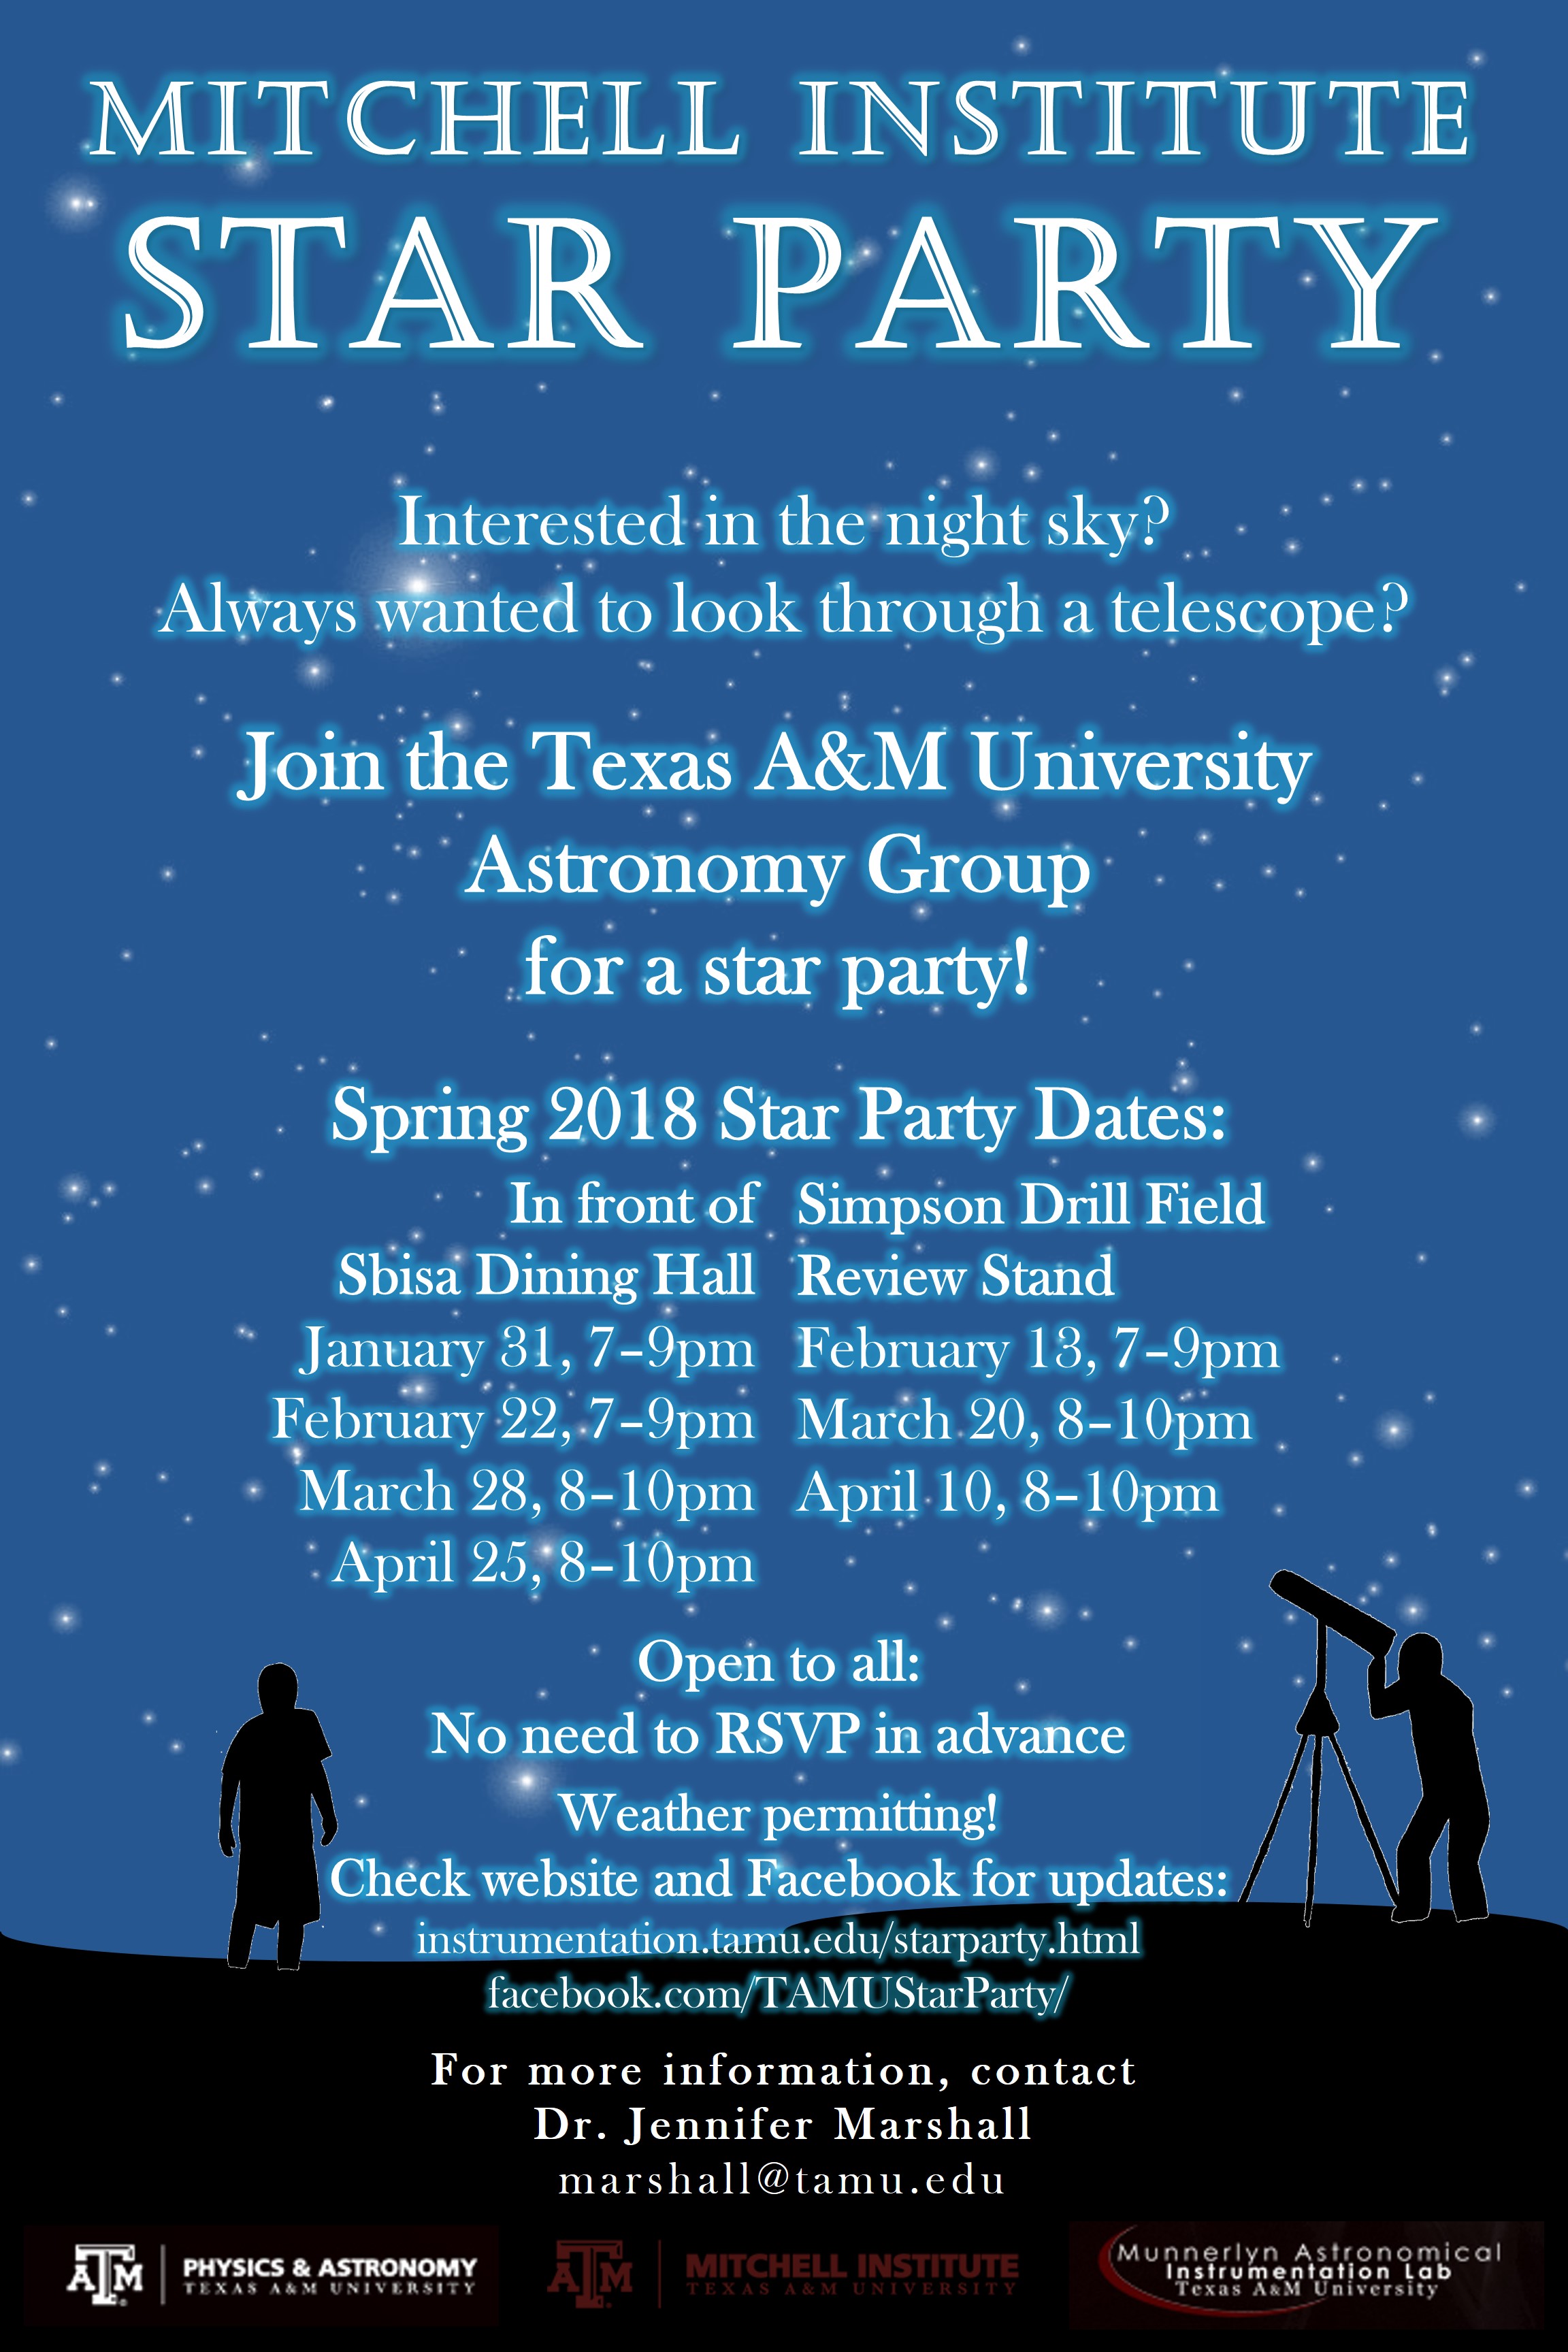 MITCHELL INSTITUTE
STAR PARTY
Interested in the night sky?
Always wanted to look through a telescope?
Join the Texas A&M University
Astronomy Group
for a star party!
Spring 2018 Star Party Dates:
In front of
Sbisa Dining Hall
January 31, 7–9pm
February 22, 7–9pm
March 28, 8–10pm
April 25, 8–10pm
Simpson Drill Field
Review Stand
February 13, 7–9pm
March 20, 8–10pm
April 10, 8–10pm
Open to all:
No need to RSVP in advance
Weather permitting!
Check website and Facebook for updates:
instrumentation.tamu.edu/starparty.html
facebook.com/TAMUStarParty/
For more information, contact
Dr. Jennifer Marshall
marshall@tamu.edu
ATM® PHYSICS & ASTRONOMY
TEXAS A&M UNIVERSITY
ATM® MITCHELL INSTITUTE
TEXAS A&M UNIVERSITY
Munnerlyn Astronomical
Instrumentation Lab
Texas A&M University